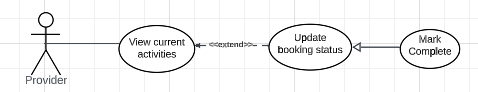 View current
activities
<<extend>>
Update
booking status
Mark
Complete
Provider